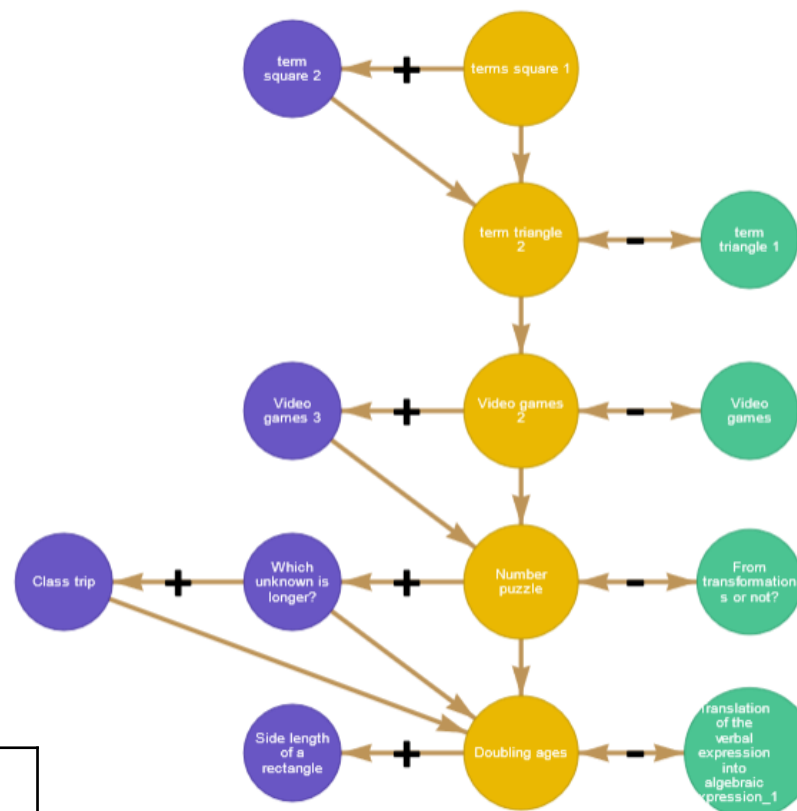 term
square 2
+
terms square 1
term triangle
2
-
term
triangle 1
Video
games 3
+
Video games
2
-
Video
games
Class trip
+
Which
unknown is
longer?
+
Number
puzzle
-
From
transformation
s or not?
Side length
of a
rectangle
+
Doubling ages
-
Translation
of the
verbal
expression
into
algebraic
expression_1